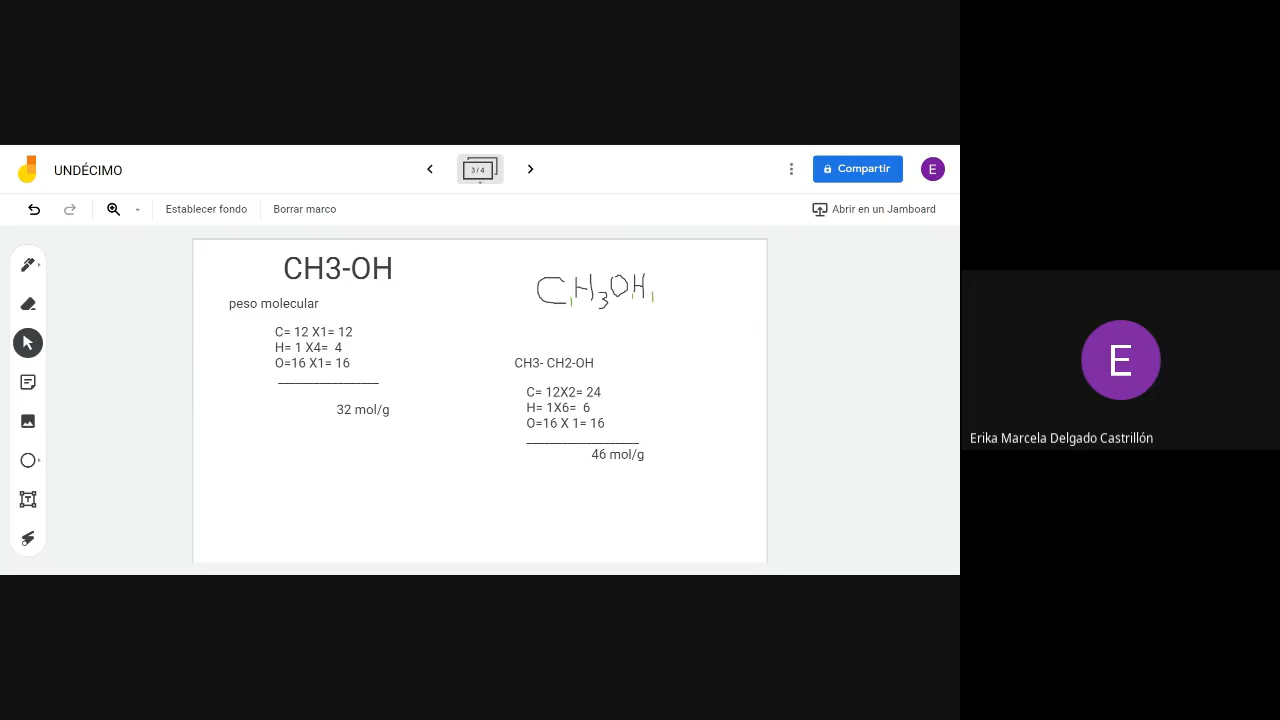 UNDÉCIMO
3 / 4
Compartir
E
Establecer fondo
Borrar marco
Abrir en un Jamboard
CH3-OH
peso molecular
C= 12 X1= 12
H= 1 X4= 4
O=16 X1= 16
32 mol/g
C1H3O1H1
CH3- CH2-OH
C= 12X2= 24
H= 1X6= 6
O=16 X 1= 16
46 mol/g
E
Erika Marcela Delgado Castrillón